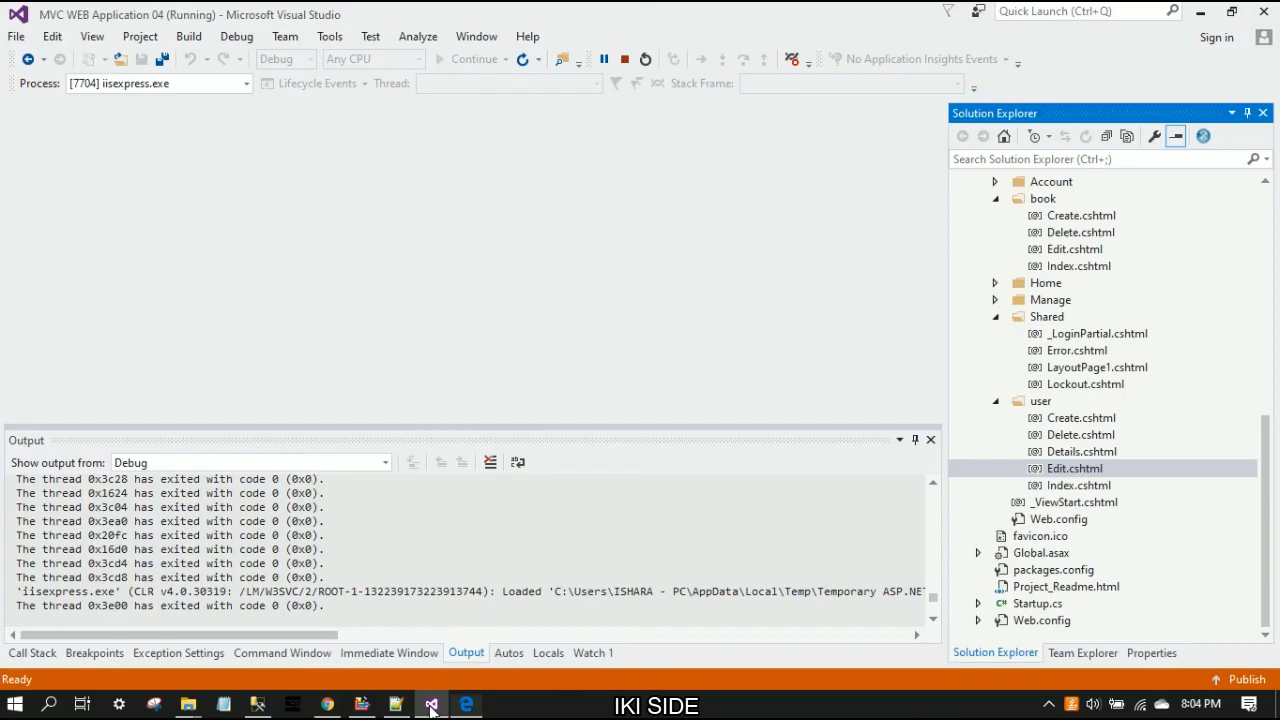 MVC WEB Application 04 (Running) - Microsoft Visual Studio
Quick Launch (Ctrl+Q)
File Edit View Project Build Debug Team Tools Test Analyze Window Help
Sign in
Debug Any CPU Continue No Application Insights Events
Process: [7704] iisexpress.exe Lifecycle Events Thread: Stack Frame:
Solution Explorer
Search Solution Explorer (Ctrl+;)
Account
book
Create.cshtml
Delete.cshtml
Edit.cshtml
Index.cshtml
Home
Manage
Shared
_LoginPartial.cshtml
Error.cshtml
LayoutPage1.cshtml
Lockout.cshtml
user
Create.cshtml
Delete.cshtml
Details.cshtml
Edit.cshtml
Index.cshtml
_ViewStart.cshtml
Web.config
favicon.ico
Global.asax
packages.config
Project_Readme.html
Startup.cs
Web.config
Solution Explorer Team Explorer Properties
Output
Show output from: Debug
The thread 0x3c28 has exited with code 0 (0x0).
The thread 0x1624 has exited with code 0 (0x0).
The thread 0x3c04 has exited with code 0 (0x0).
The thread 0x3ea0 has exited with code 0 (0x0).
The thread 0x20fc has exited with code 0 (0x0).
The thread 0x16d0 has exited with code 0 (0x0).
The thread 0x3cd4 has exited with code 0 (0x0).
The thread 0x3cd8 has exited with code 0 (0x0).
'iisexpress.exe' (CLR v4.0.30319: /LM/W3SVC/2/ROOT-1-132239173223913744): Loaded 'C:\Users\ISHARA - PC\AppData\Local\Temp\Temporary ASP.NE
The thread 0x3e00 has exited with code 0 (0x0).
Call Stack Breakpoints Exception Settings Command Window Immediate Window Output Autos Locals Watch 1
Ready
Publish
IKI SIDE
8:04 PM